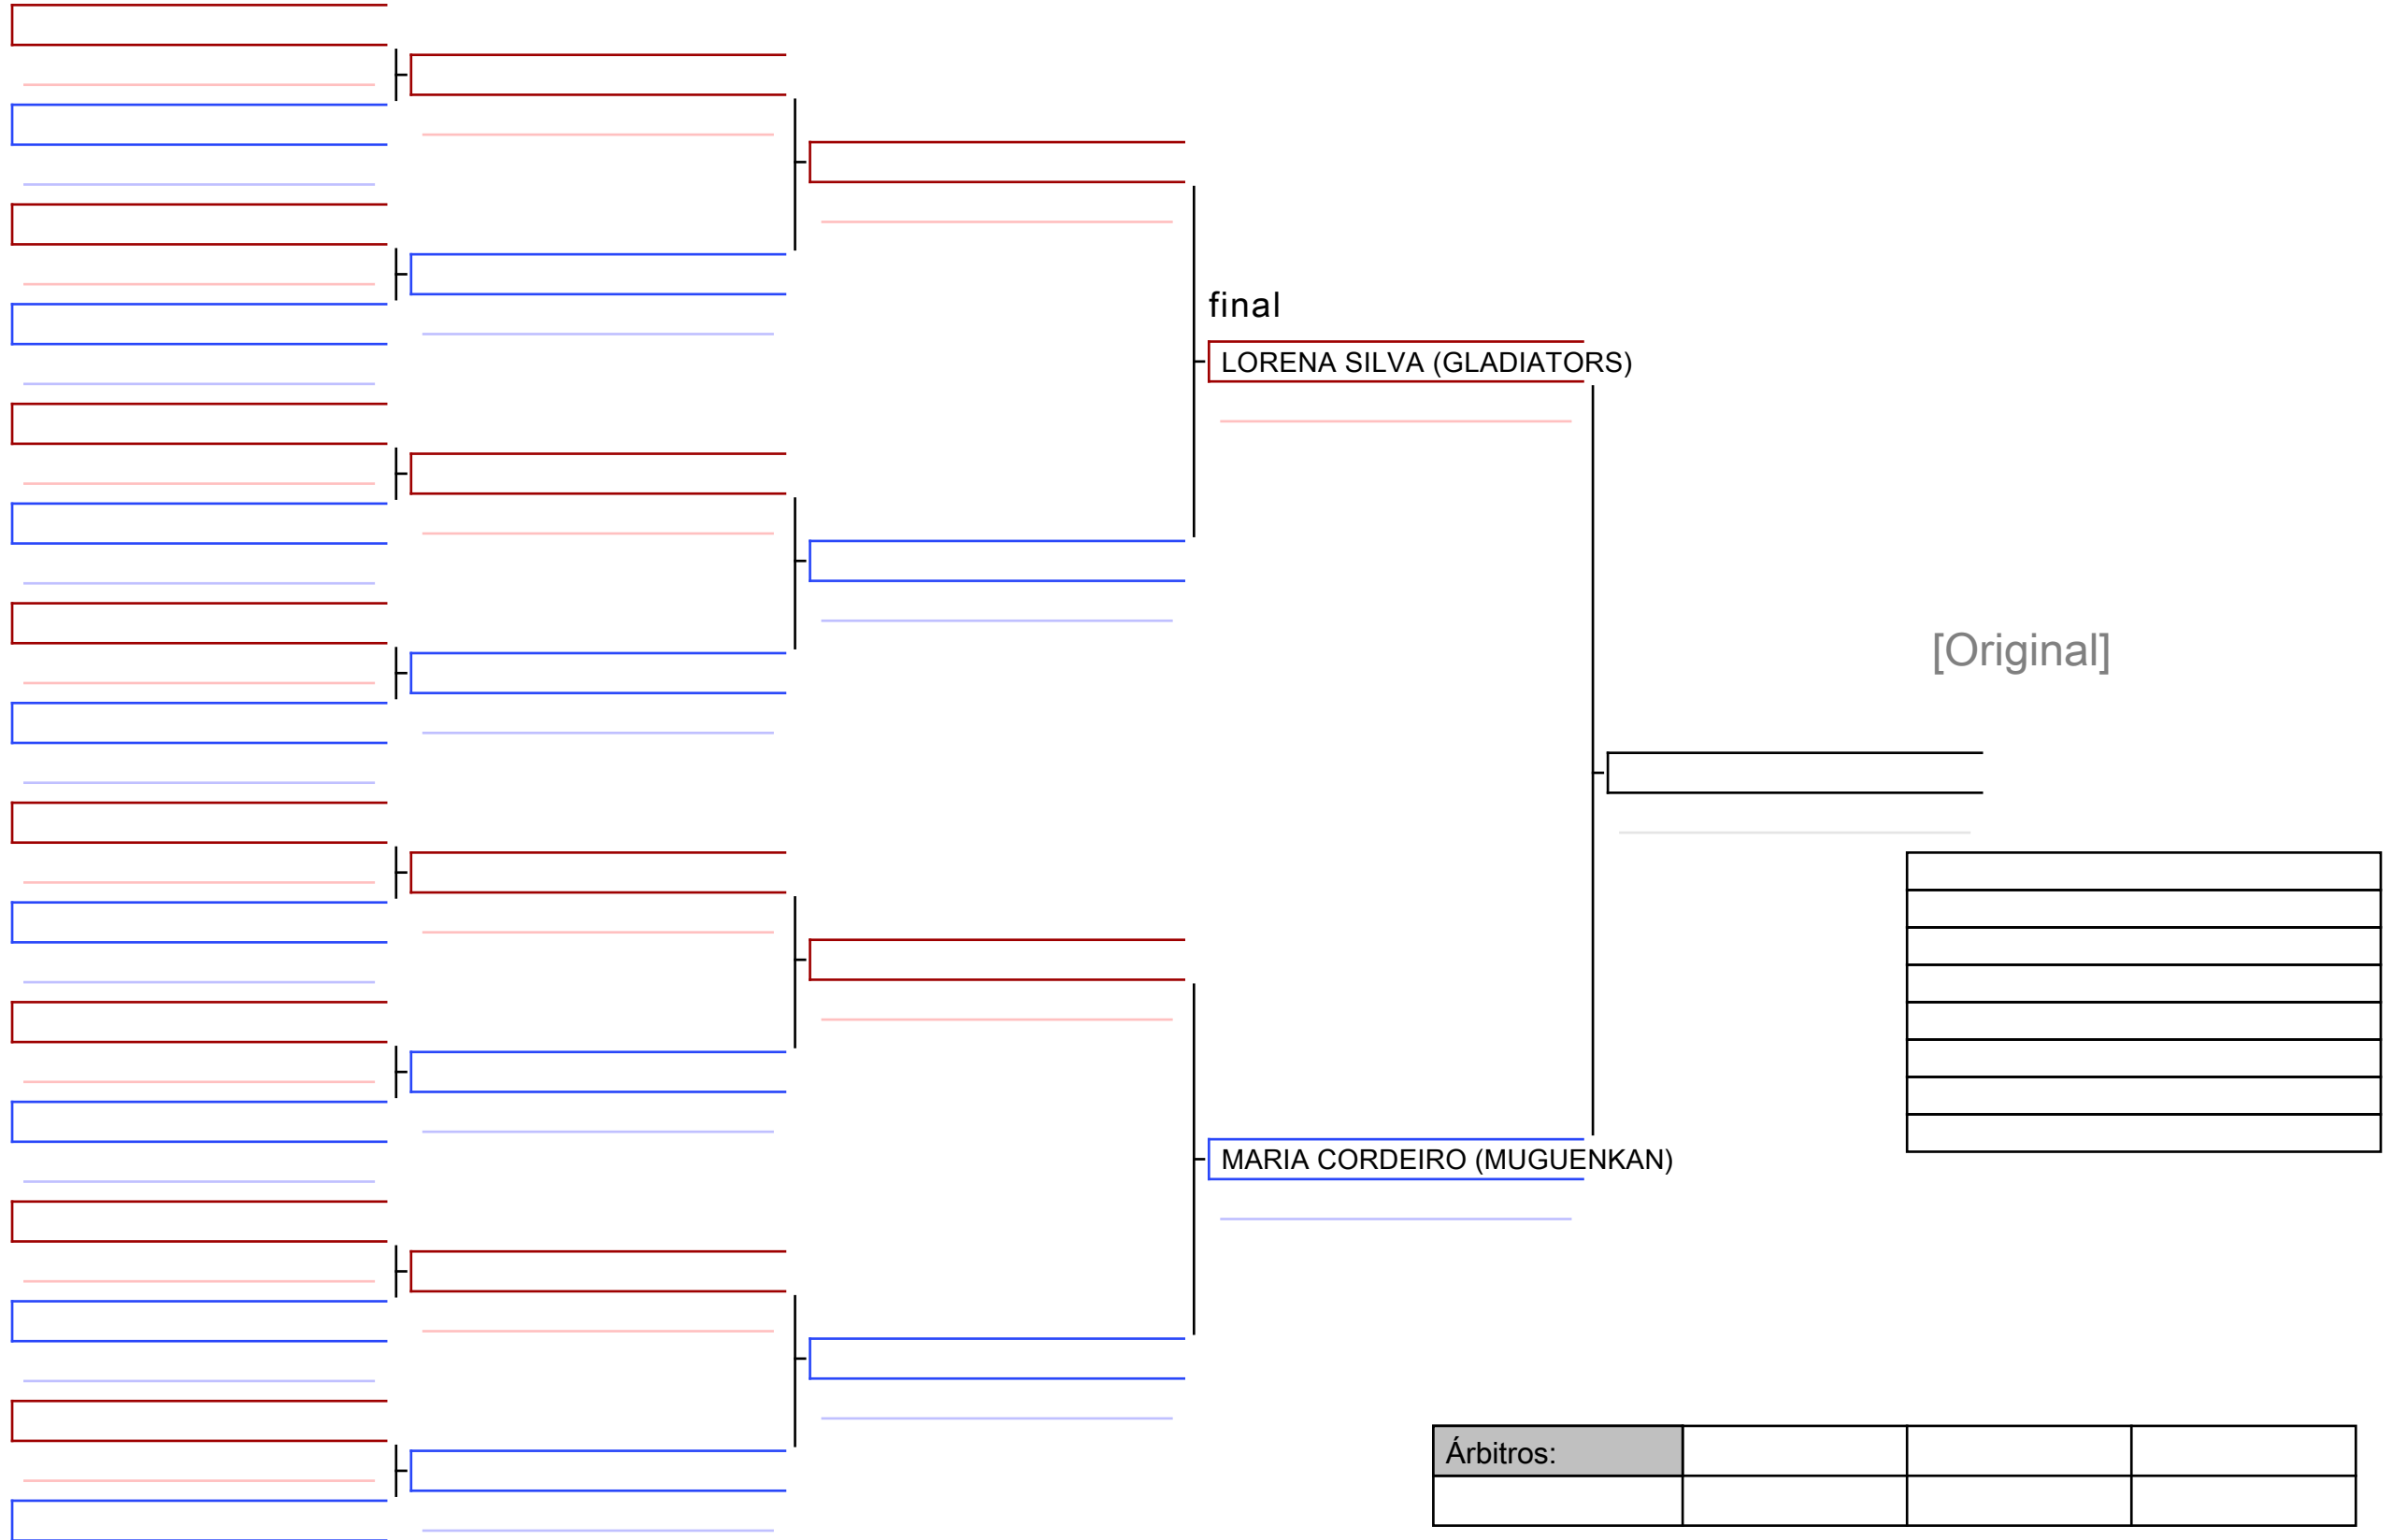 final
LORENA SILVA (GLADIATORS)
[Original]
MARIA CORDEIRO (MUGUENKAN)
Árbitros: